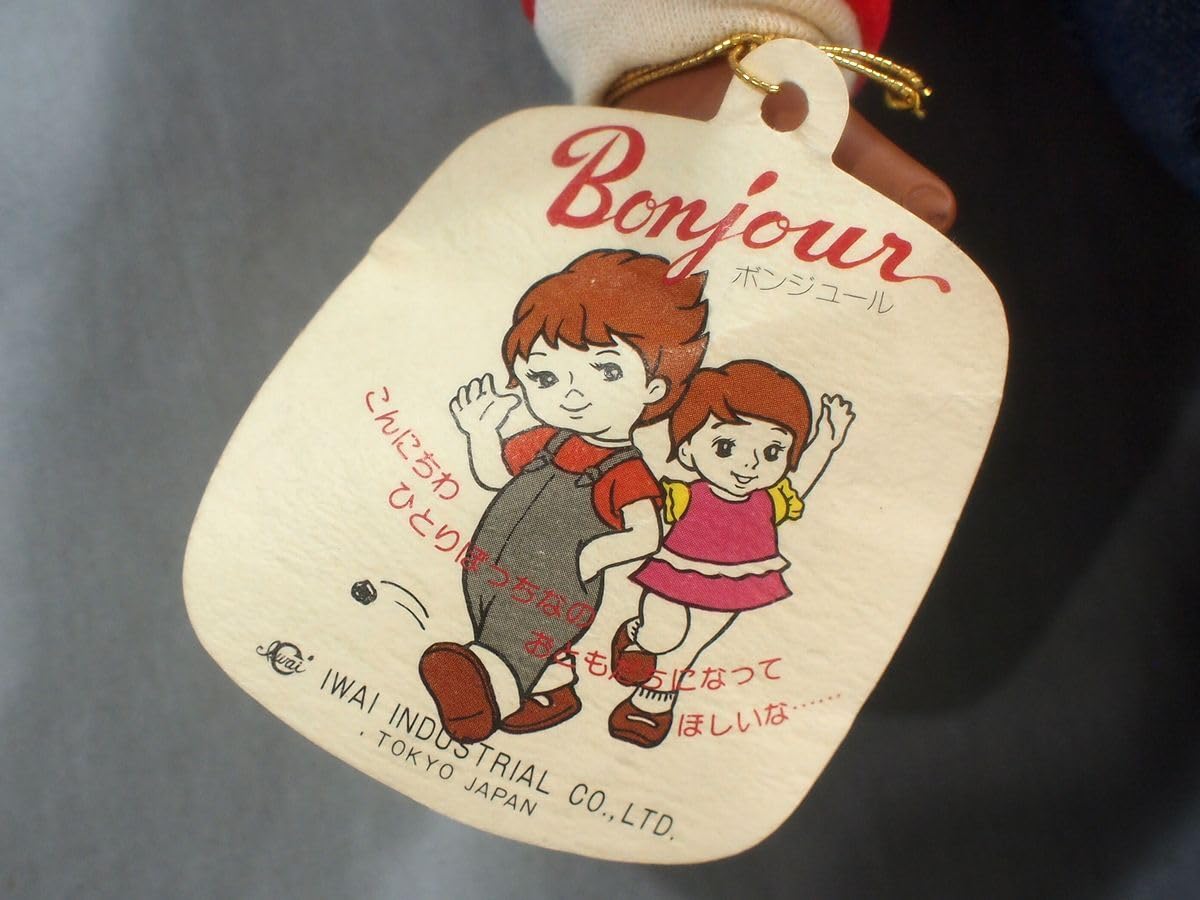 Bonjour
ボンジュール
こんにちわ
ひとりぼっちなの
おともだちになって
ほしいな……
Iwai
IWAI INDUSTRIAL CO.,LTD.
TOKYO JAPAN